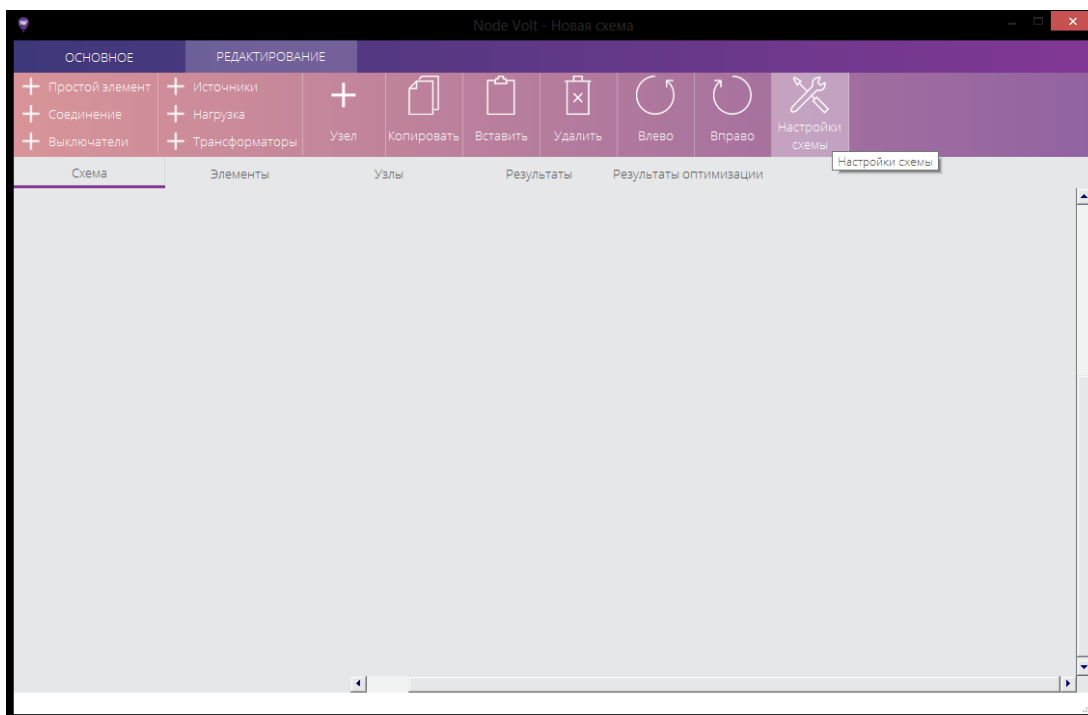 Node Volt - Новая схема
ОСНОВНОЕ
РЕДАКТИРОВАНИЕ
Простой элемент
Соединение
Выключатели
Источники
Нагрузка
Трансформаторы
Узел
Копировать
Вставить
Удалить
Влево
Вправо
Настройки
схемы
Настройки схемы
Схема
Элементы
Узлы
Результаты
Результаты оптимизации